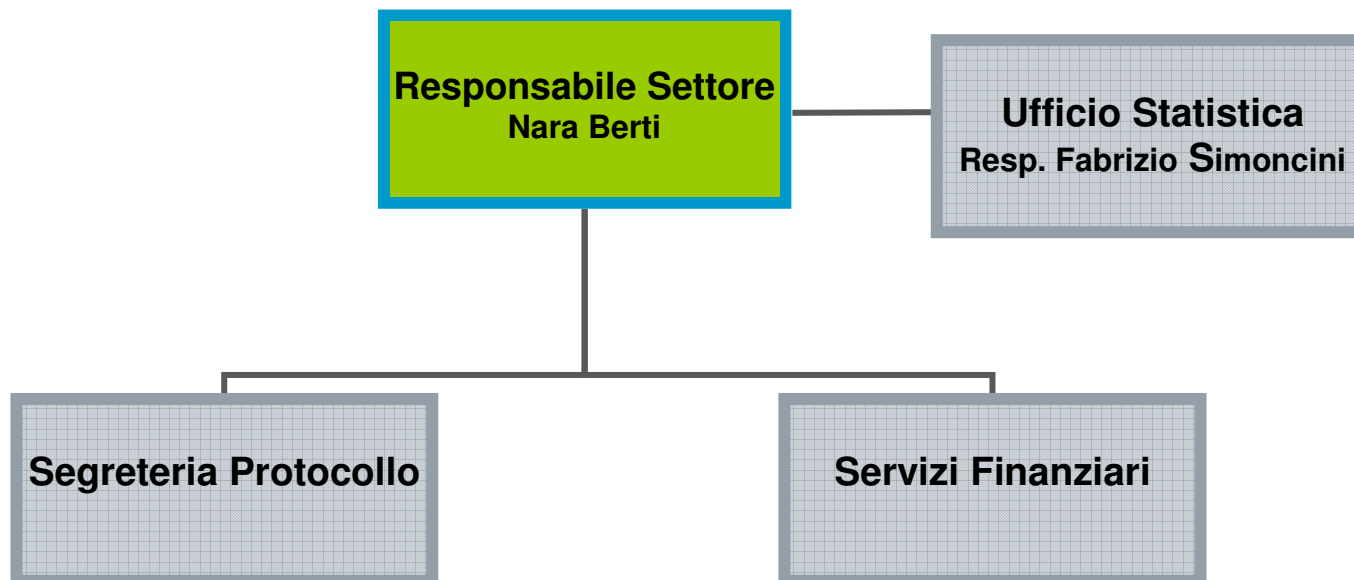 Responsabile Settore
Nara Berti
Ufficio Statistica
Resp. Fabrizio Simoncini
Segreteria Protocollo
Servizi Finanziari